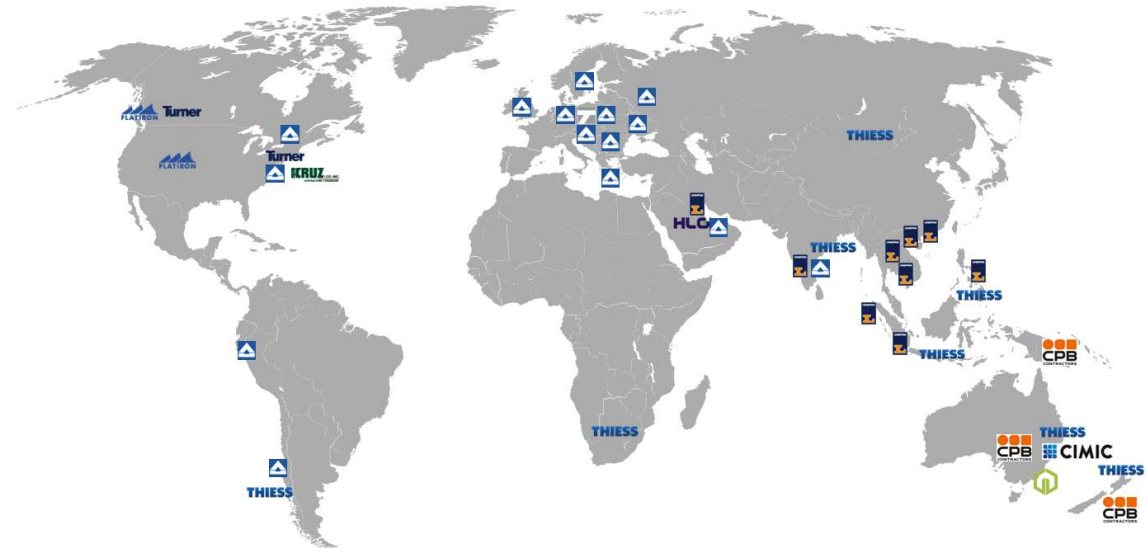 FLATIRON Turner
FLATIRON
Turner
KRUZ
THIESS
HLG
THIESS
THIESS
THIESS
CPB
CONTRACTORS
THIESS
THIESS
CPB
CONTRACTORS
CIMIC
THIESS
THIESS
CPB
CONTRACTORS